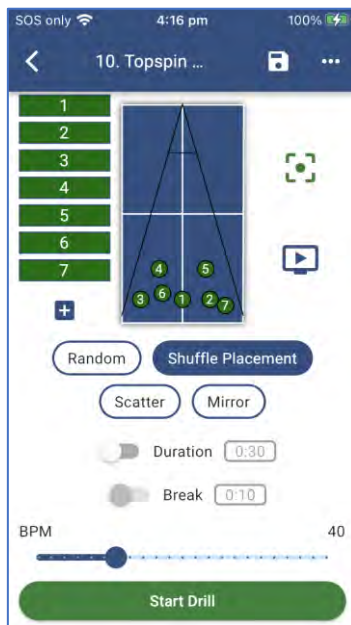 SOS only 4:16 pm 100%
10. Topspin ...
1
2
3
4
5
6
7
4 5
3 6 1 2 7
Random Shuffle Placement
Scatter Mirror
Duration 0:30
Break 0:10
BPM 40
Start Drill